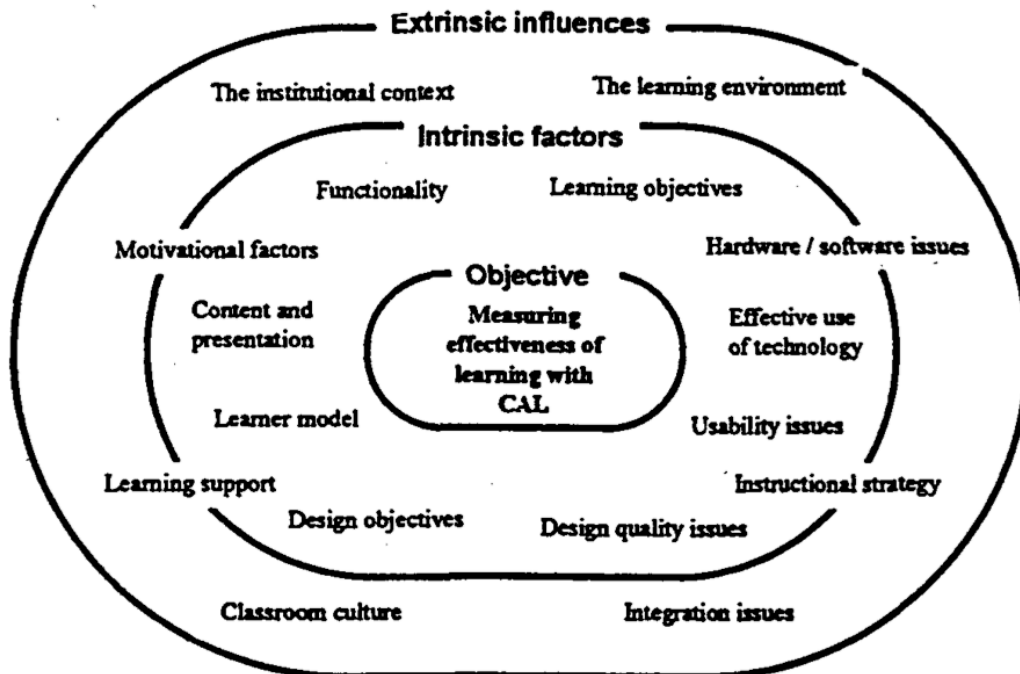 Extrinsic influences
The institutional context
The learning environment
Intrinsic factors
Functionality
Learning objectives
Motivational factors
Hardware / software issues
Objective
Content and
presentation
Measuring
effectiveness of
learning with
CAL
Effective use
of technology
Learner model
Usability issues
Learning support
Instructional strategy
Design objectives
Design quality issues
Classroom culture
Integration issues